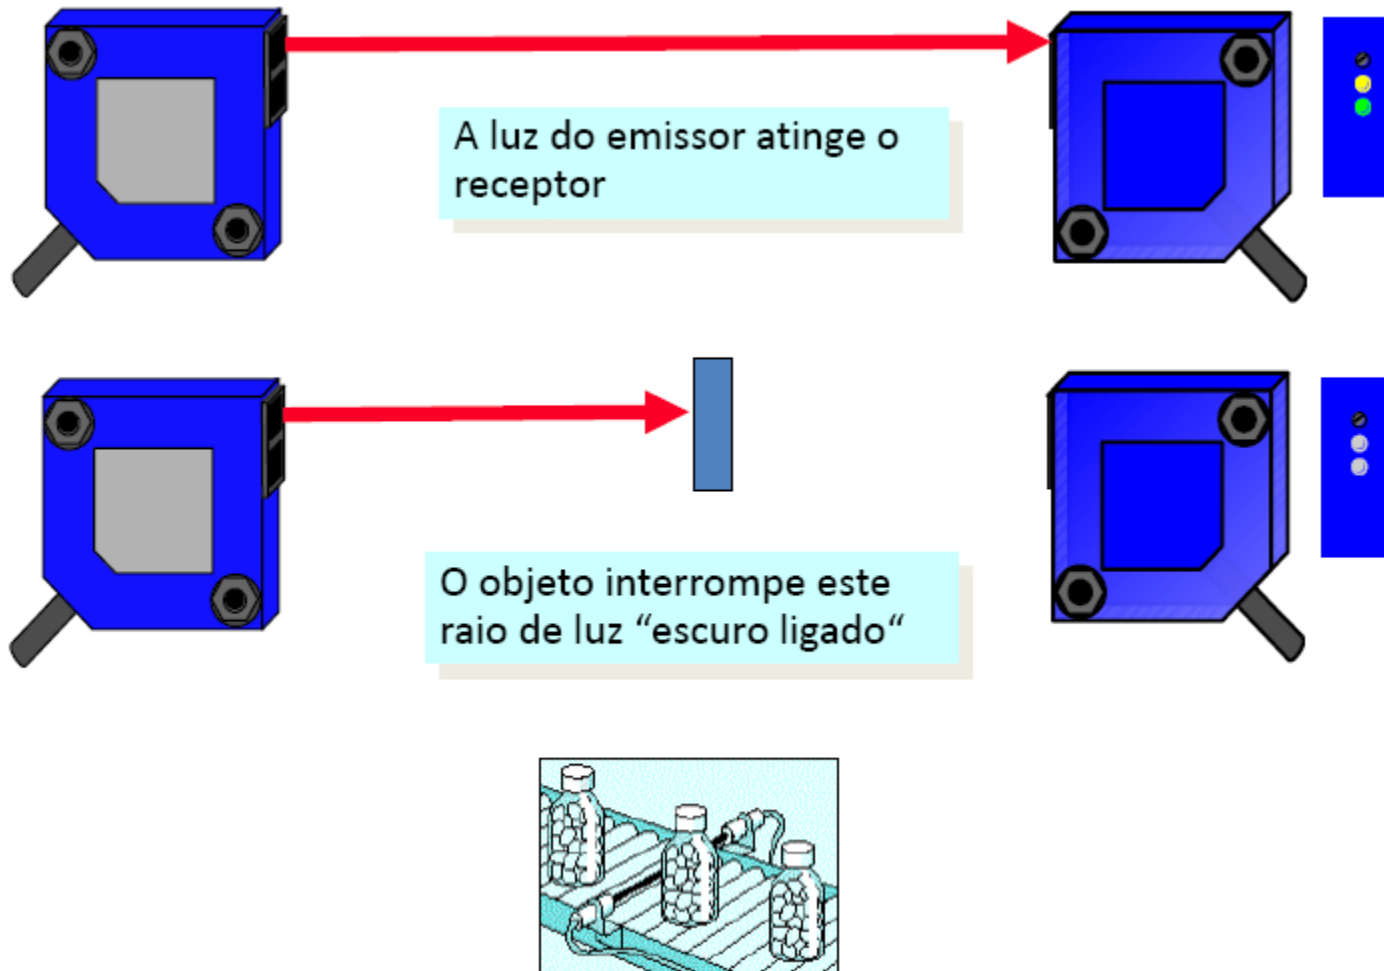 A luz do emissor atinge o
receptor
O objeto interrompe este
raio de luz “escuro ligado“